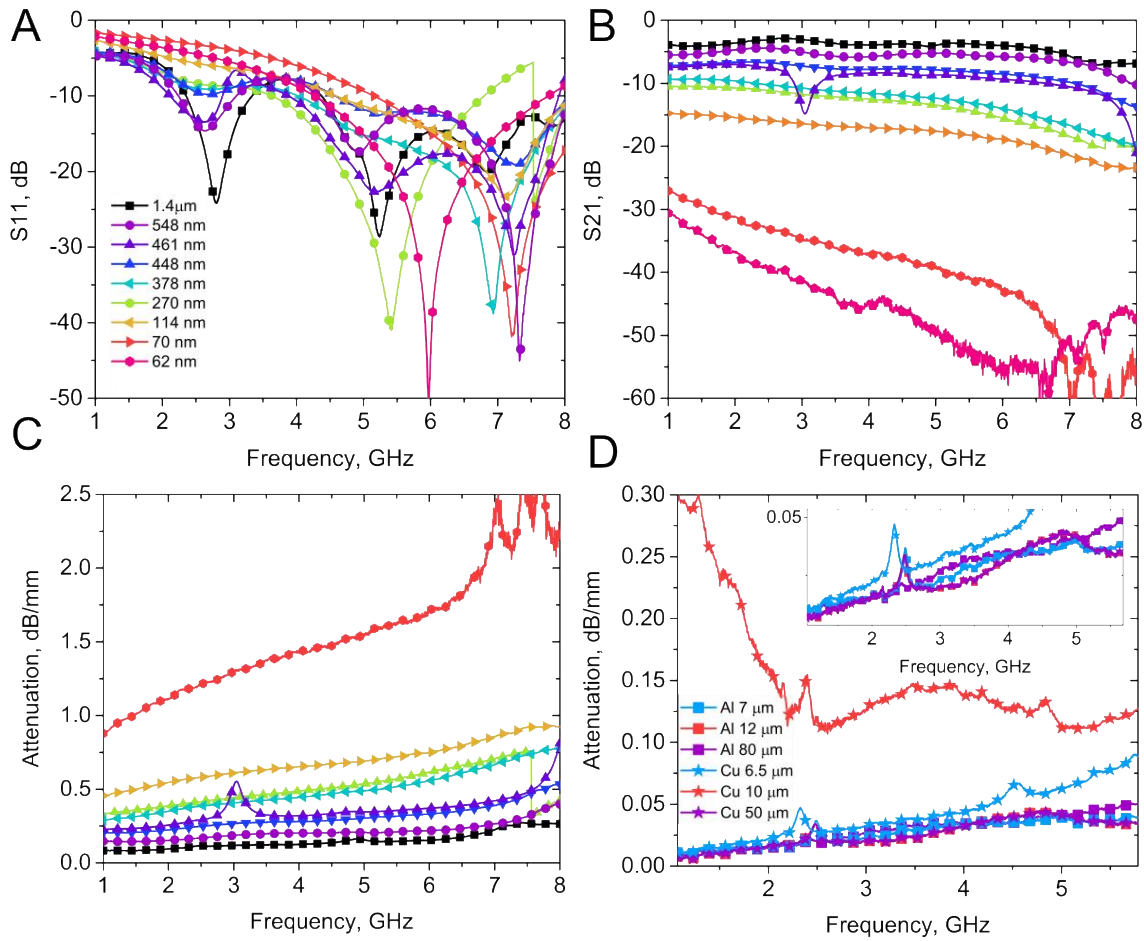 A
B
0
-10
-20
-30
-40
-50
S11, dB
1.4μm
548 nm
461 nm
448 nm
378 nm
270 nm
114 nm
70 nm
62 nm
1 2 3 4 5 6 7 8
Frequency, GHz
0
-10
-20
-30
-40
-50
-60
S21, dB
1 2 3 4 5 6 7 8
Frequency, GHz
C
D
2.5
2.0
1.5
1.0
0.5
0.0
Attenuation, dB/mm
1 2 3 4 5 6 7 8
Frequency, GHz
0.30
0.25
0.20
0.15
0.10
0.05
0.00
Attenuation, dB/mm
0.05
2 3 4 5
Frequency, GHz
Al 7 μm
Al 12 μm
Al 80 μm
Cu 6.5 μm
Cu 10 μm
Cu 50 μm
2 3 4 5
Frequency, GHz